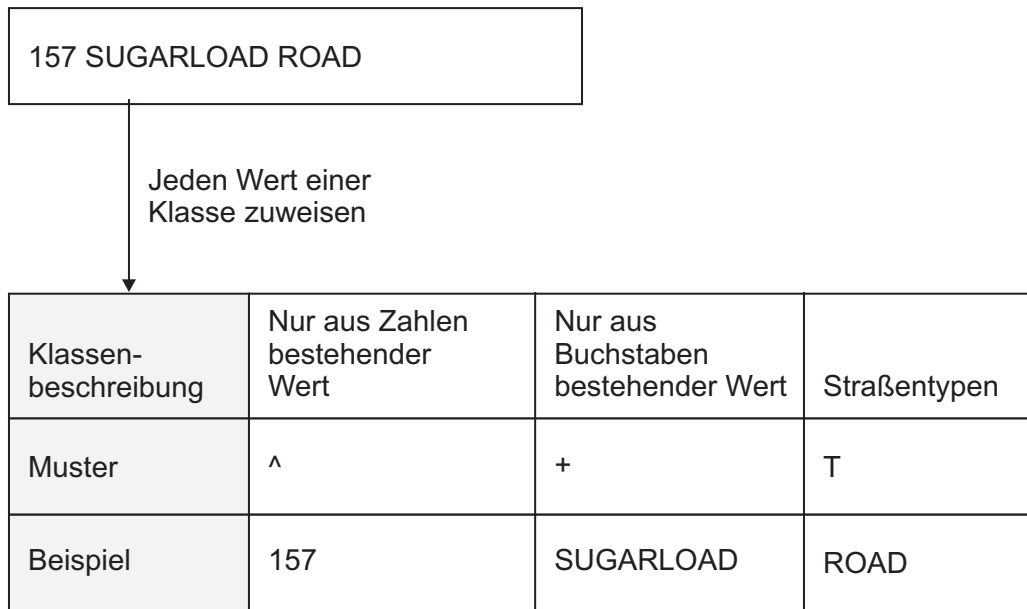 157 SUGARLOAD ROAD
Jeden Wert einer
Klasse zuweisen
Klassen-
beschreibung
Nur aus Zahlen
bestehender
Wert
Nur aus
Buchstaben
bestehender Wert
Straßentypen
Muster
^
+
T
Beispiel
157
SUGARLOAD
ROAD